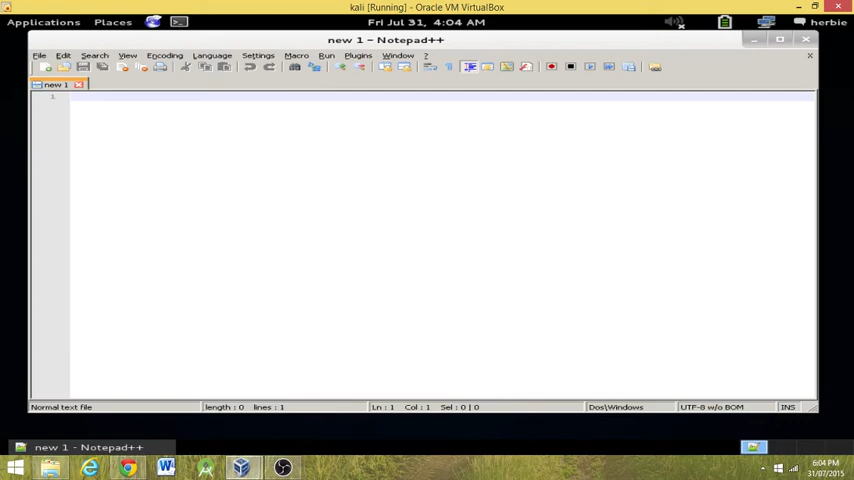 kali [Running] - Oracle VM VirtualBox
Applications Places Fri Jul 31, 4:04 AM herbie
new 1 - Notepad++
File Edit Search View Encoding Language Settings Macro Run Plugins Window ? X
new 1
1
Normal text file length : 0 lines : 1 Ln : 1 Col : 1 Sel : 0 | 0 Dos\Windows UTF-8 w/o BOM INS
new 1 - Notepad++
6:04 PM
31/07/2015